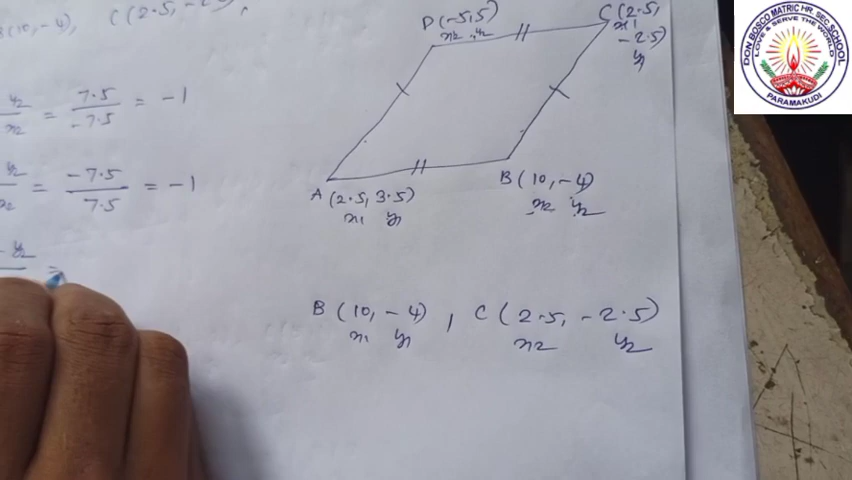 B(10, -4), C(2.5, -2.5),
y2/x2 = 7.5/-7.5 = -1
y2/x2 = -7.5/7.5 = -1
- y2 =
D(-5, 5)
x2 y2
C(2.5,
x1
-2.5)
y1
A(2.5, 3.5)
x1 y1
B(10, -4)
x2 y2
B(10, -4), C(2.5, -2.5)
x1 y1 x2 y2
DON BOSCO MATRIC HR. SEC. SCHOOL
LOVE & SERVE THE WORLD
PARAMAKUDI